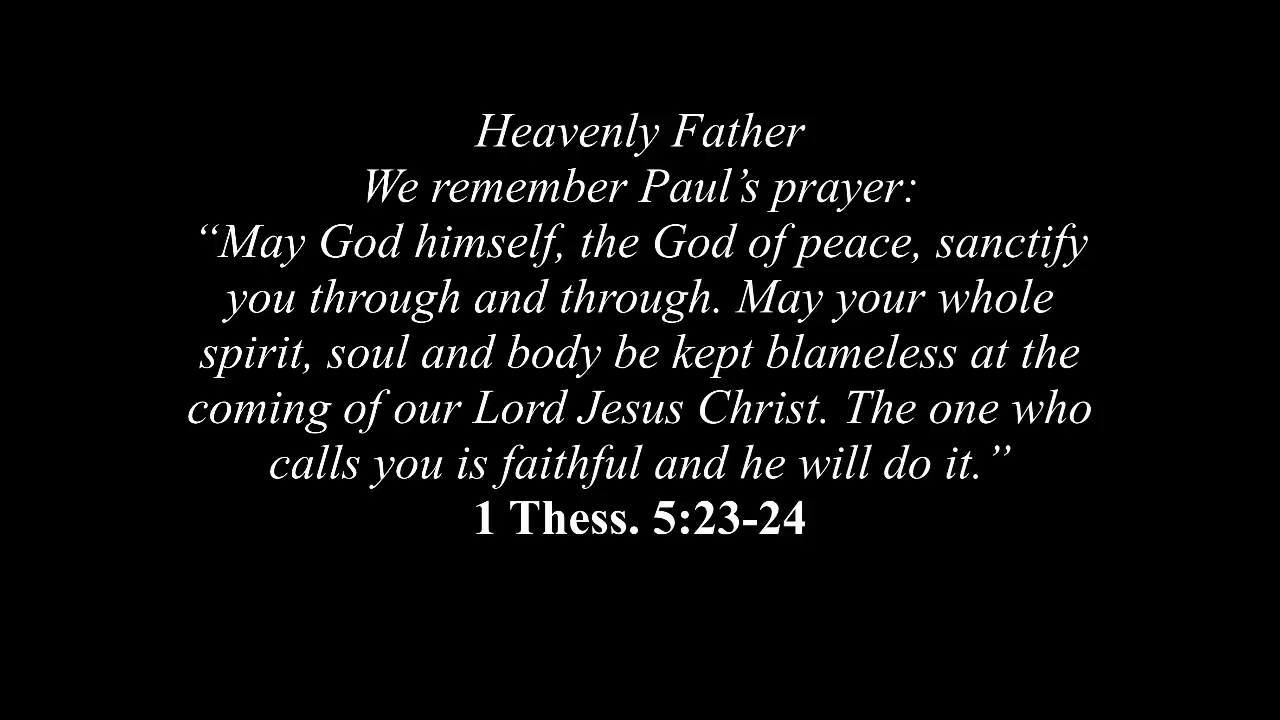 Heavenly Father
We remember Paul’s prayer:
“May God himself, the God of peace, sanctify
you through and through. May your whole
spirit, soul and body be kept blameless at the
coming of our Lord Jesus Christ. The one who
calls you is faithful and he will do it.”
1 Thess. 5:23-24